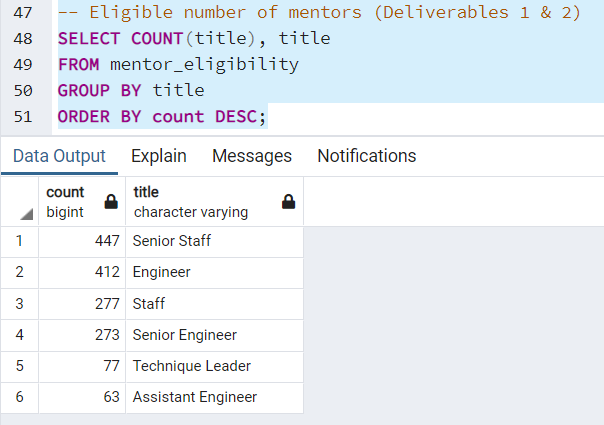 47 -- Eligible number of mentors (Deliverables 1 & 2)
48 SELECT COUNT(title), title
49 FROM mentor_eligibility
50 GROUP BY title
51 ORDER BY count DESC;
Data Output Explain Messages Notifications
count title
bigint character varying
1 447 Senior Staff
2 412 Engineer
3 277 Staff
4 273 Senior Engineer
5 77 Technique Leader
6 63 Assistant Engineer